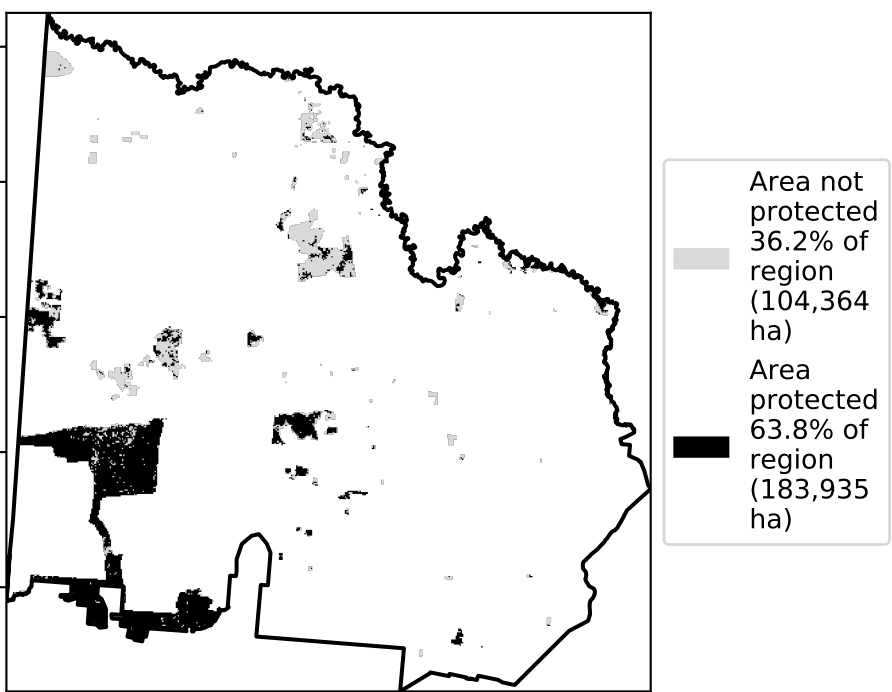 Area not
protected
36.2% of
region
(104,364
ha)
Area
protected
63.8% of
region
(183,935
ha)